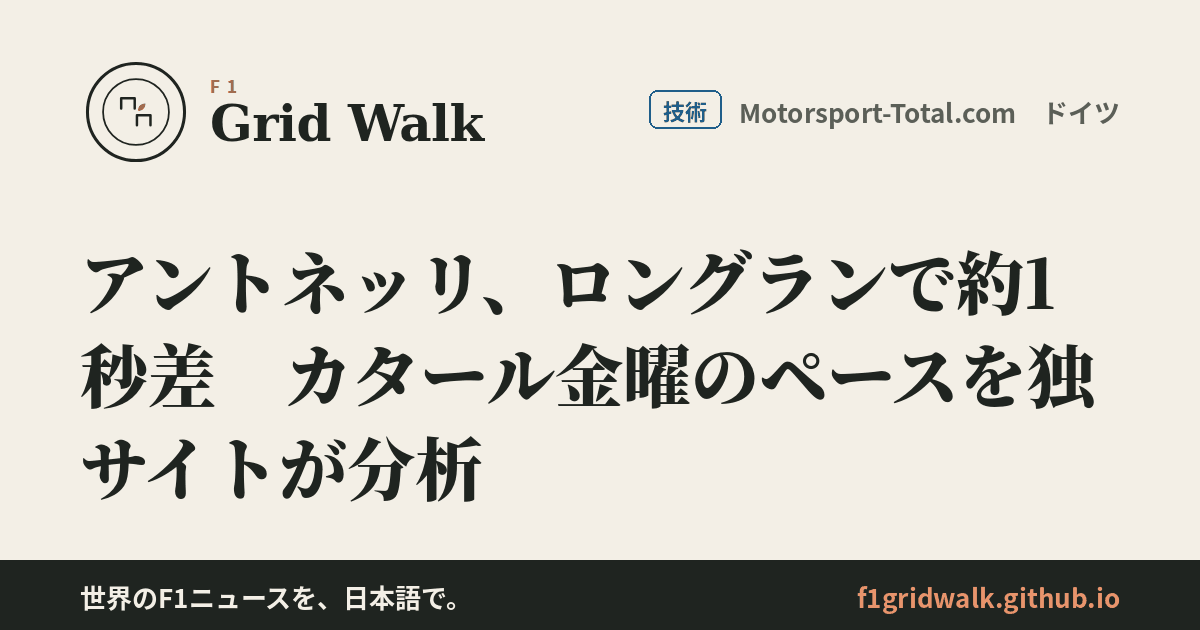 F1
Grid Walk
技術 Motorsport-Total.com ドイツ
アントネッリ、ロングランで約1
秒差　カタール金曜のペースを独
サイトが分析
世界のF1ニュースを、日本語で。
f1gridwalk.github.io